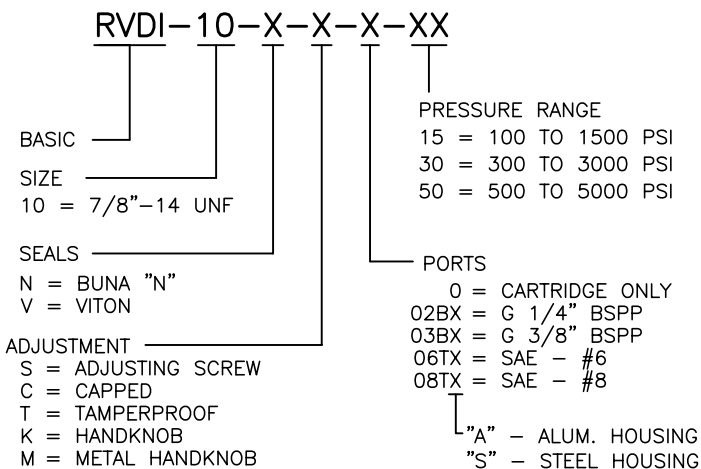 RVDI-10-X-X-X-XX
BASIC
SIZE
10 = 7/8"-14 UNF
SEALS
N = BUNA "N"
V = VITON
ADJUSTMENT
S = ADJUSTING SCREW
C = CAPPED
T = TAMPERPROOF
K = HANDKNOB
M = METAL HANDKNOB
PRESSURE RANGE
15 = 100 TO 1500 PSI
30 = 300 TO 3000 PSI
50 = 500 TO 5000 PSI
PORTS
0 = CARTRIDGE ONLY
02BX = G 1/4" BSPP
03BX = G 3/8" BSPP
06TX = SAE - #6
08TX = SAE - #8
"A" - ALUM. HOUSING
"S" - STEEL HOUSING